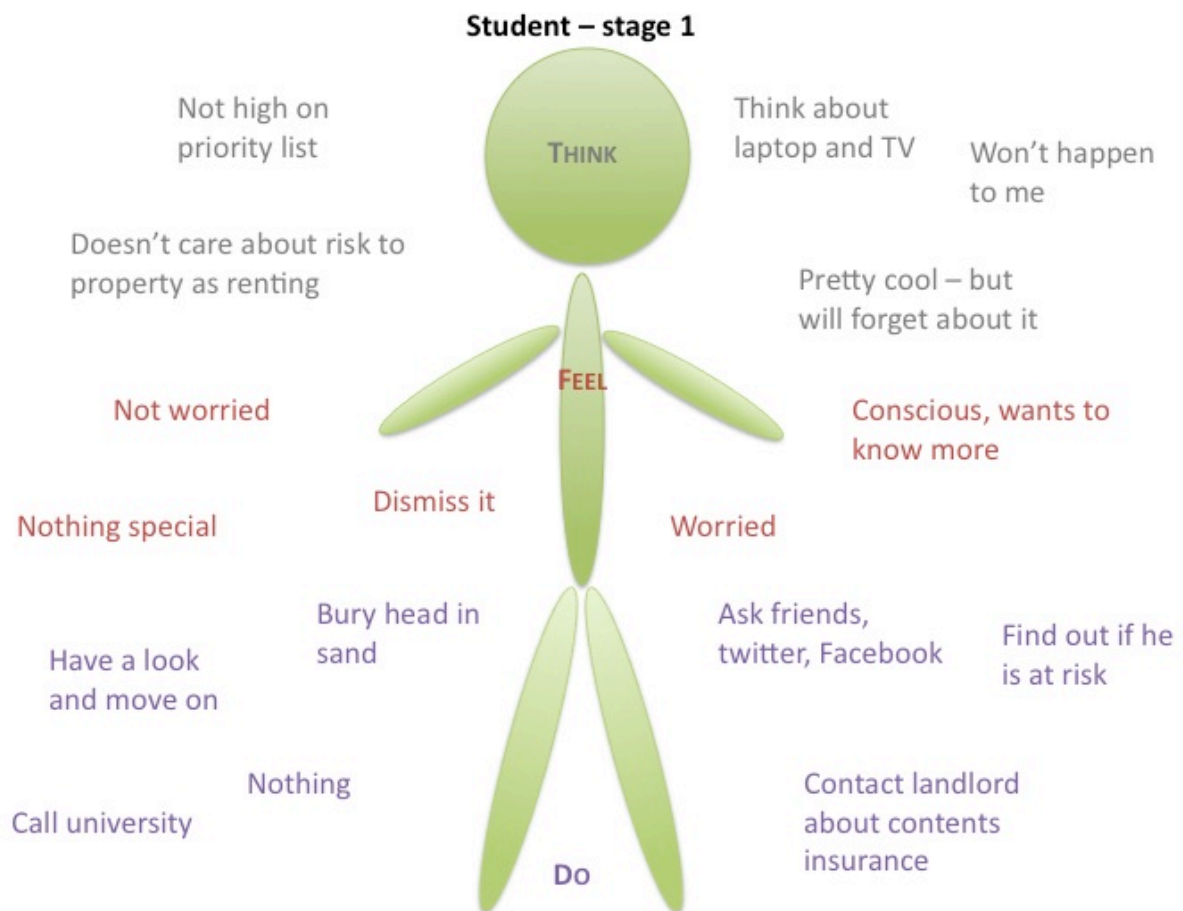 Student – stage 1
Not high on
priority list
THINK
Think about
laptop and TV
Won't happen
to me
Doesn't care about risk to
property as renting
Pretty cool – but
will forget about it
FEEL
Not worried
Conscious, wants to
know more
Dismiss it
Nothing special
Worried
Bury head in
sand
Ask friends,
twitter, Facebook
Find out if he
is at risk
Have a look
and move on
Nothing
Call university
Contact landlord
about contents
insurance
DO